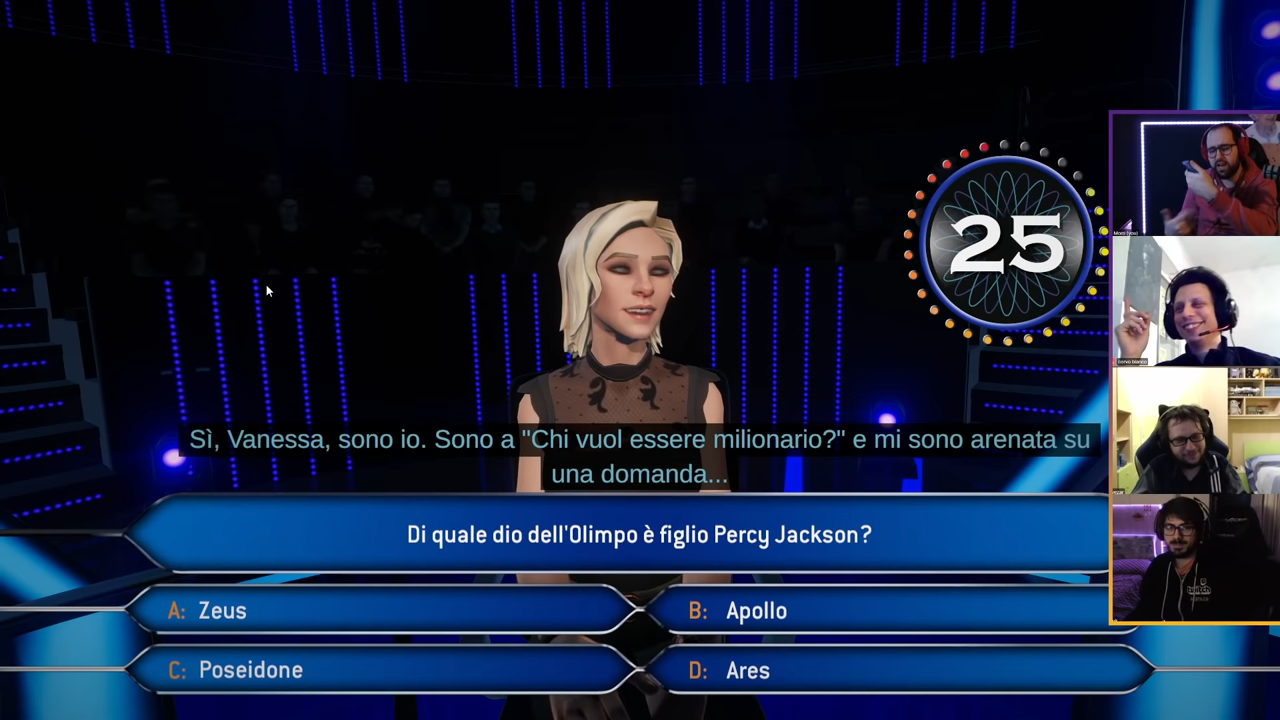 25
Sì, Vanessa, sono io. Sono a "Chi vuol essere milionario?" e mi sono arenata su
una domanda...
Di quale dio dell'Olimpo è figlio Percy Jackson?
A: Zeus
B: Apollo
C: Poseidone
D: Ares